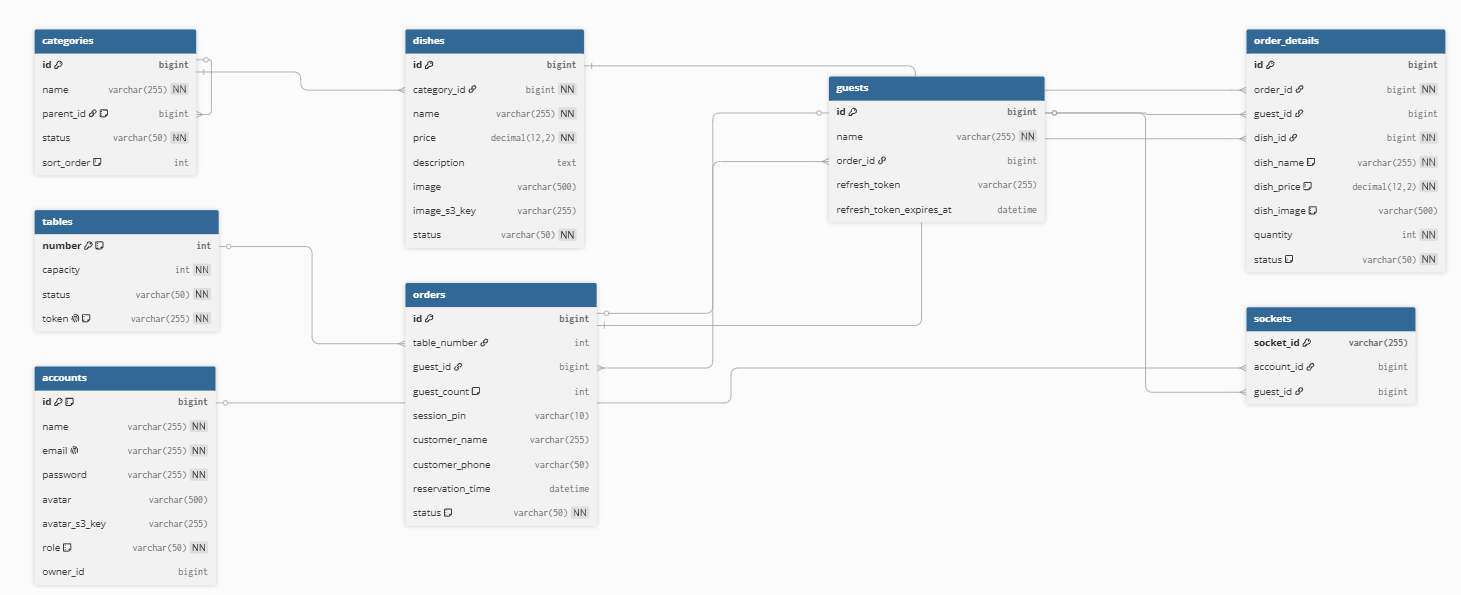 categories
id bigint
name varchar(255) NN
parent_id bigint
status varchar(50) NN
sort_order int
tables
number int
capacity int NN
status varchar(50) NN
token varchar(255) NN
accounts
id bigint
name varchar(255) NN
email varchar(255) NN
password varchar(255) NN
avatar varchar(500)
avatar_s3_key varchar(255)
role varchar(50) NN
owner_id bigint
dishes
id bigint
category_id bigint NN
name varchar(255) NN
price decimal(12,2) NN
description text
image varchar(500)
image_s3_key varchar(255)
status varchar(50) NN
orders
id bigint
table_number int
guest_id bigint
guest_count int
session_pin varchar(10)
customer_name varchar(255)
customer_phone varchar(50)
reservation_time datetime
status varchar(50) NN
guests
id bigint
name varchar(255) NN
order_id bigint
refresh_token varchar(255)
refresh_token_expires_at datetime
order_details
id bigint
order_id bigint NN
guest_id bigint
dish_id bigint NN
dish_name varchar(255) NN
dish_price decimal(12,2) NN
dish_image varchar(500)
quantity int NN
status varchar(50) NN
sockets
socket_id varchar(255)
account_id bigint
guest_id bigint